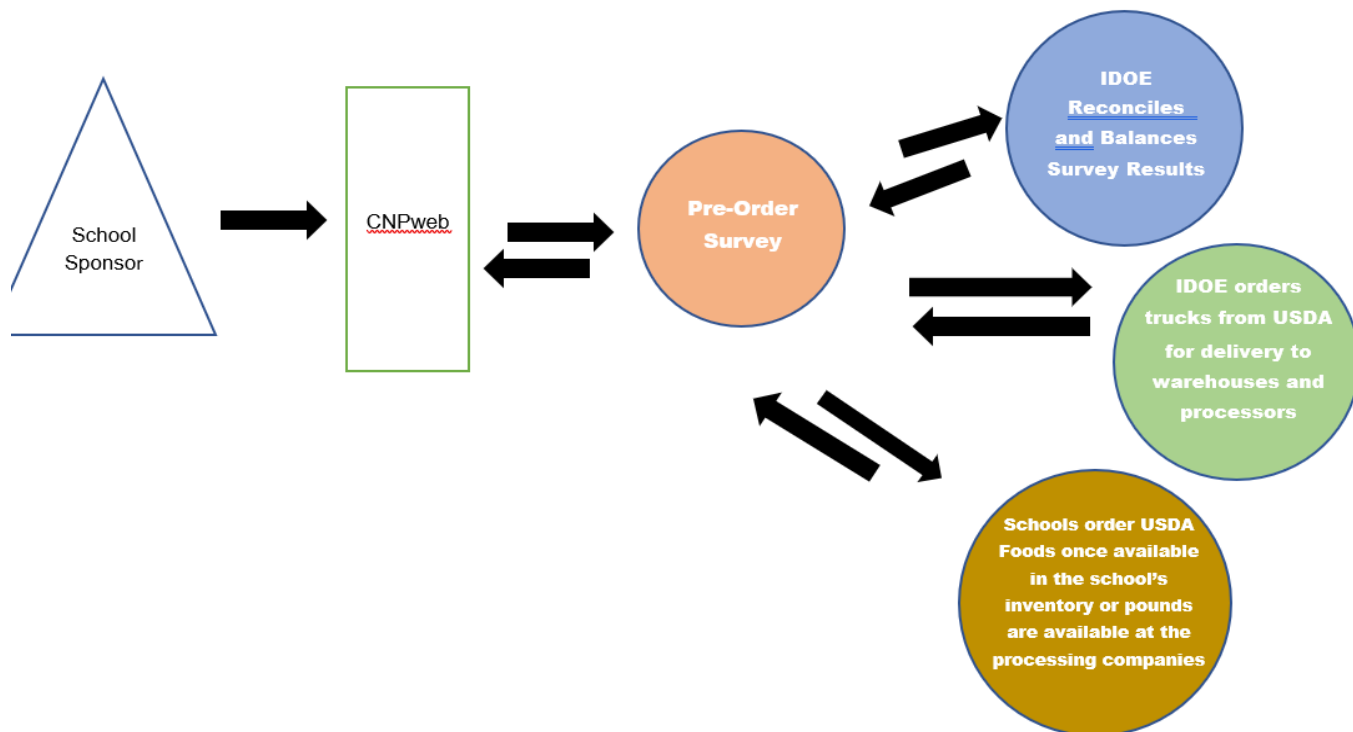 School
Sponsor
CNPweb
Pre-Order
Survey
IDOE
Reconciles
and Balances
Survey Results
IDOE orders
trucks from USDA
for delivery to
warehouses and
processors
Schools order USDA
Foods once available
in the school’s
inventory or pounds
are available at the
processing companies